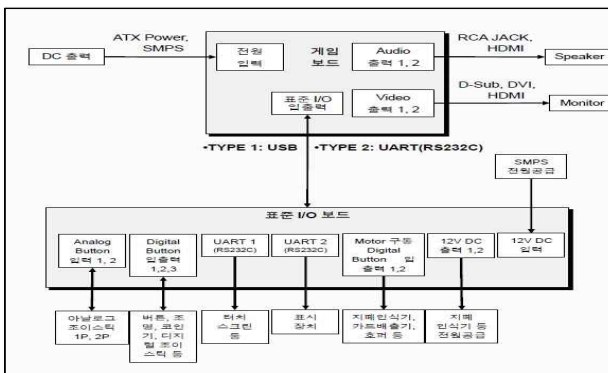 ATX Power,
SMPS
DC 출력
전원
입력
게임
보드
Audio
출력 1, 2
RCA JACK,
HDMI
Speaker
표준 I/O
입출력
Video
출력 1, 2
D-Sub, DVI,
HDMI
Monitor
•TYPE 1: USB
•TYPE 2: UART(RS232C)
SMPS
전원공급
표준 I/O 보드
Analog
Button
입력 1, 2
Digital
Button
입출력
1,2,3
UART 1
(RS232C)
UART 2
(RS232C)
Motor 구동
Digital
Button 입
출력 1,2
12V DC
출력 1, 2
12V DC
입력
아날로그
조이스틱
1P, 2P
버튼, 조
명, 코인
기, 디지
털 조이
스틱 등
터치
스크린
등
표시
장치
지폐인식기,
카드배출기,
호퍼 등
지폐
인식기 등
전원공급